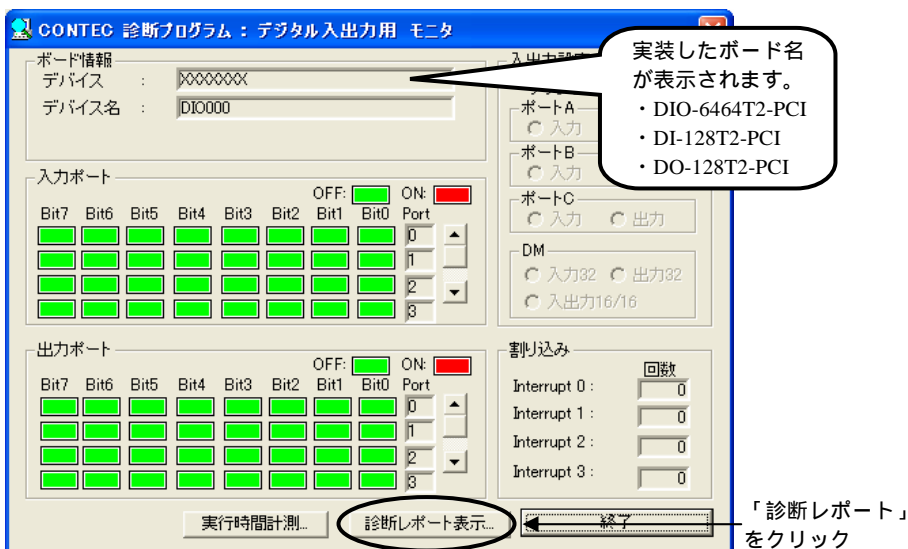 CONTEC 診断プログラム : デジタル入出力用 モニタ
ボード情報
デバイス :
XXXXXXX
デバイス名 :
DIO000
実装したボード名
が表示されます。
・DIO-6464T2-PCI
・DI-128T2-PCI
・DO-128T2-PCI
ポートA
入力
ポートB
入力
ポートC
入力 出力
DM
入力32 出力32
入出力16/16
入力ポート
OFF: ON:
Bit7 Bit6 Bit5 Bit4 Bit3 Bit2 Bit1 Bit0 Port
0
1
2
3
出力ポート
OFF: ON:
Bit7 Bit6 Bit5 Bit4 Bit3 Bit2 Bit1 Bit0 Port
0
1
2
3
割り込み
回数
Interrupt 0 : 0
Interrupt 1 : 0
Interrupt 2 : 0
Interrupt 3 : 0
実行時間計測...
診断レポート表示...
終了
「診断レポート」
をクリック